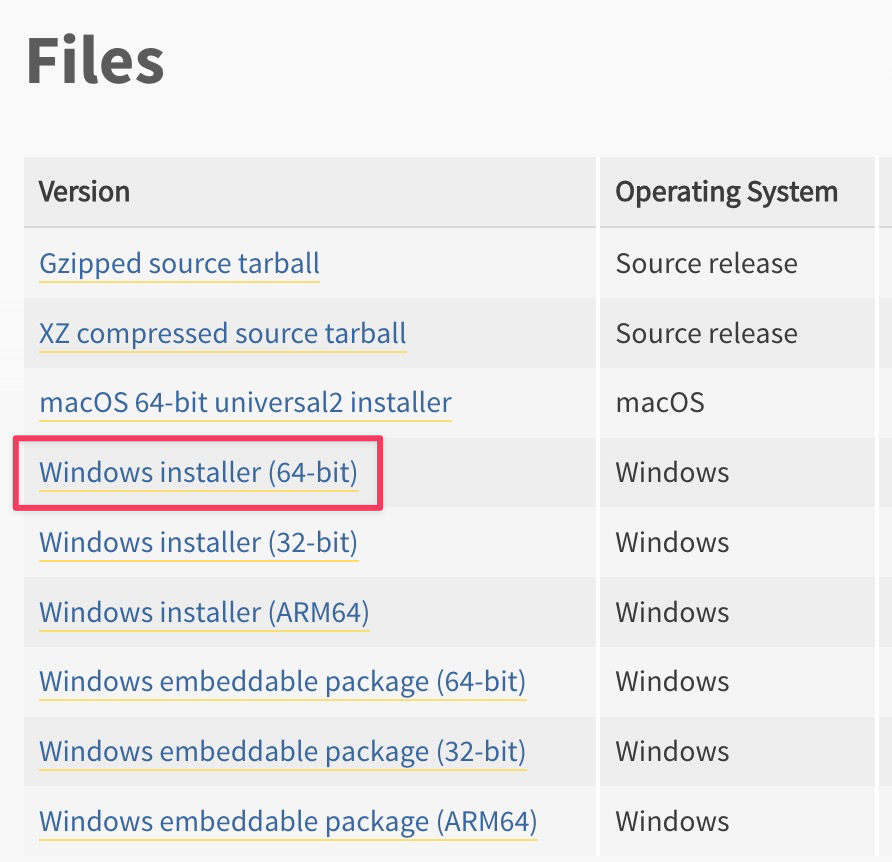 Files
Version Operating System
Gzipped source tarball Source release
XZ compressed source tarball Source release
macOS 64-bit universal2 installer macOS
Windows installer (64-bit) Windows
Windows installer (32-bit) Windows
Windows installer (ARM64) Windows
Windows embeddable package (64-bit) Windows
Windows embeddable package (32-bit) Windows
Windows embeddable package (ARM64) Windows